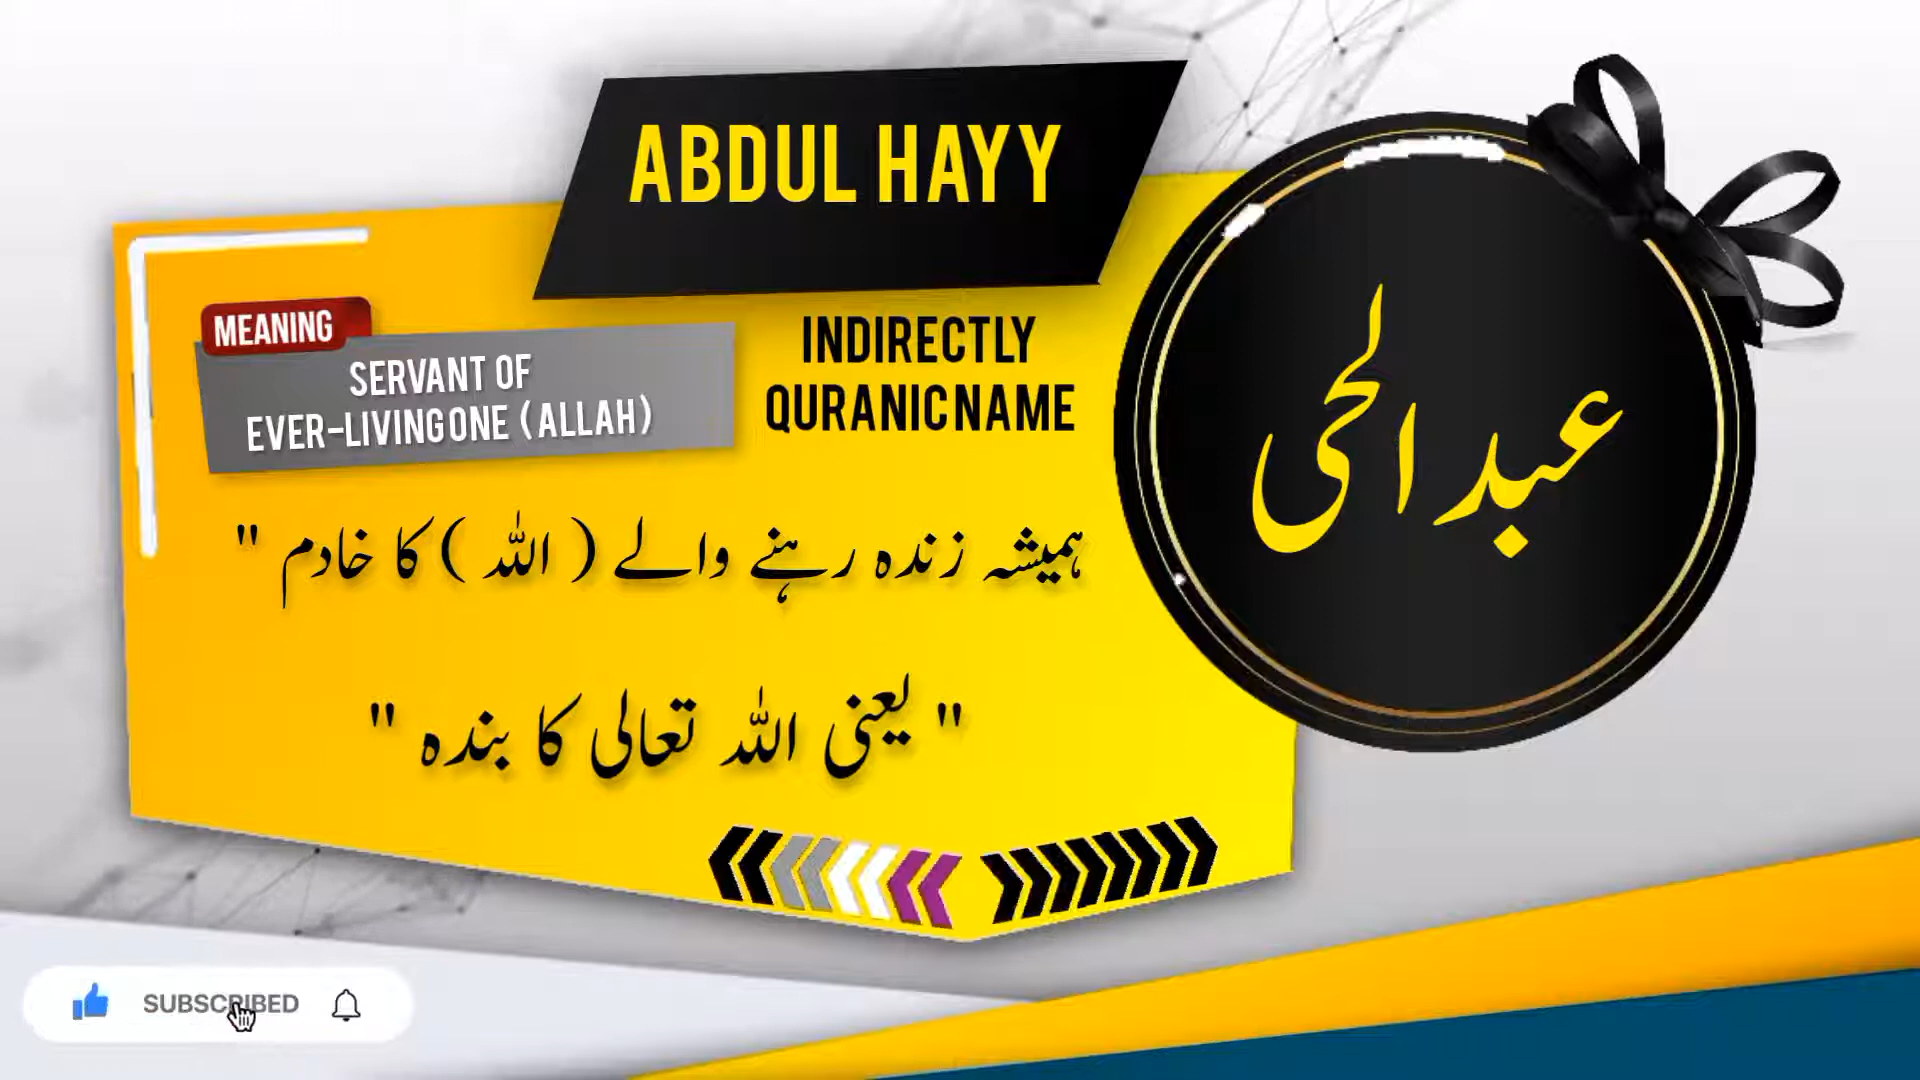 ABDUL HAYY
MEANING
SERVANT OF
EVER-LIVING ONE (ALLAH)
INDIRECTLY
QURANIC NAME
عبدالحی
ہمیشہ زندہ رہنے والے ( اللہ ) کا خادم "
" یعنی اللہ تعالی کا بندہ "
SUBSCRIBED